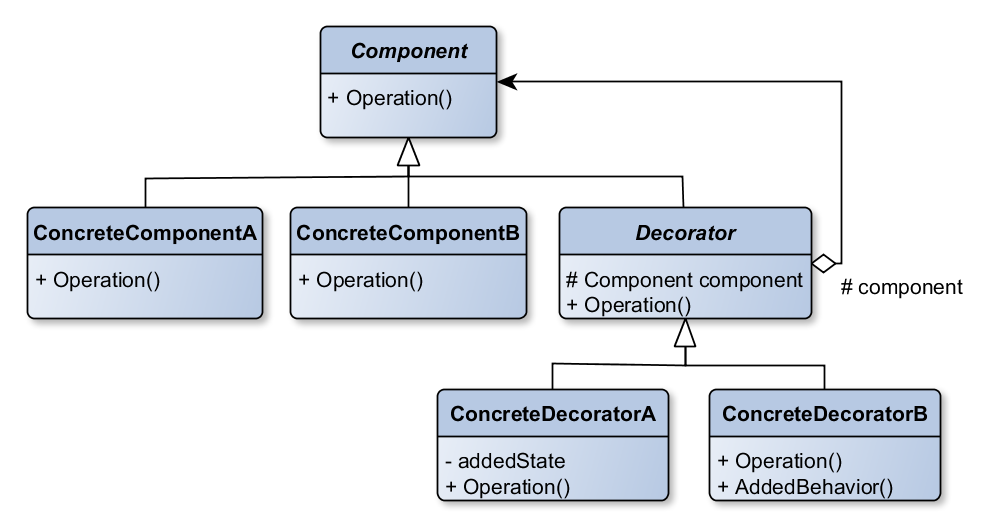 Component
+ Operation()
ConcreteComponentA
+ Operation()
ConcreteComponentB
+ Operation()
Decorator
# Component component
+ Operation()
# component
ConcreteDecoratorA
- addedState
+ Operation()
ConcreteDecoratorB
+ Operation()
+ AddedBehavior()